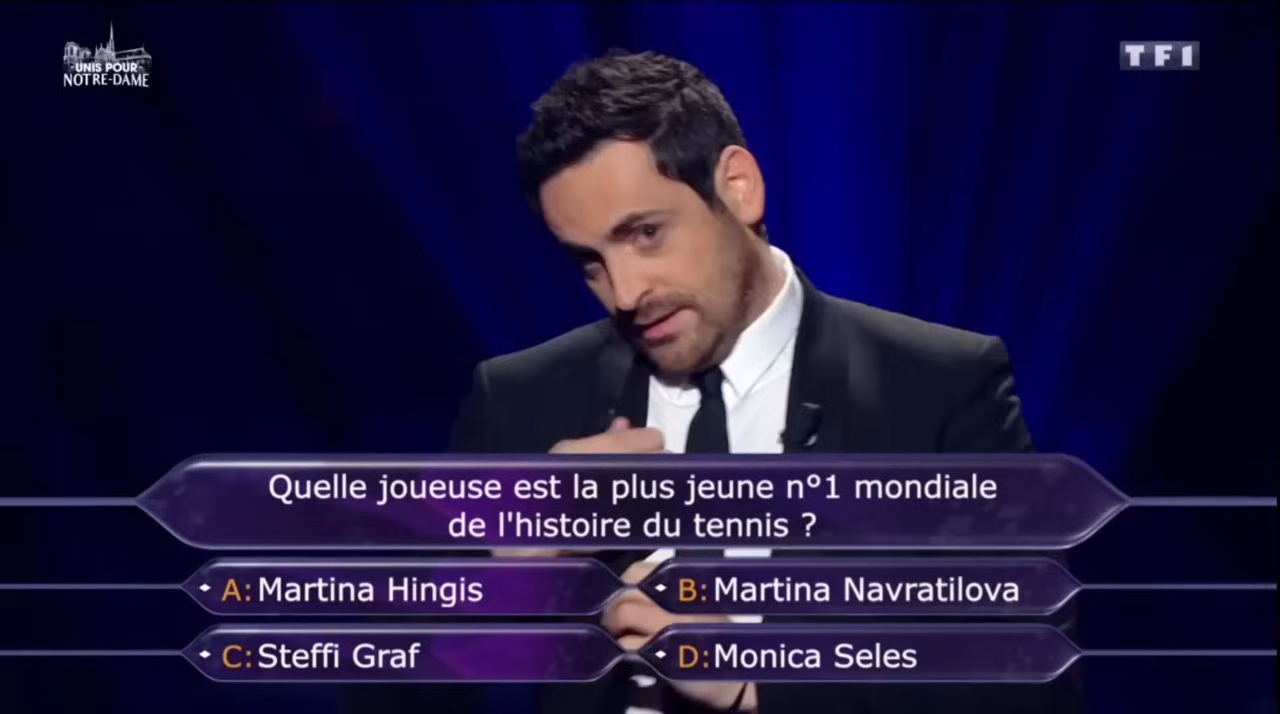 UNIS POUR
NOTRE-DAME
TF1
Quelle joueuse est la plus jeune n°1 mondiale
de l'histoire du tennis ?
A: Martina Hingis
B: Martina Navratilova
C: Steffi Graf
D: Monica Seles